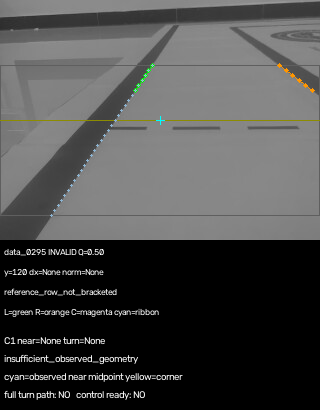 data_0295 INVALID Q=0.50
y=120 dx=None norm=None
reference_row_not_bracketed
L=green R=orange C=magenta cyan=ribbon
C1 near=None turn=None
insufficient_observed_geometry
cyan=observed near midpoint yellow=corner
full turn path: NO control ready: NO